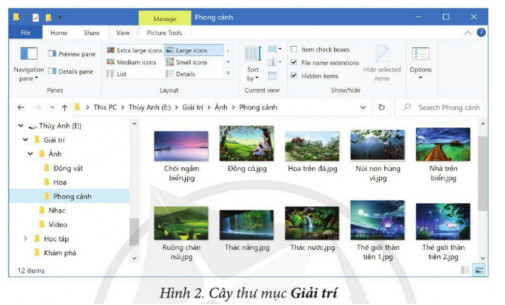 Manage
Phong cảnh
File
Home
Share
View
Picture Tools
Navigation pane
Preview pane
Details pane
Panes
Extra large icons
Large icons
Medium icons
Small icons
List
Details
Layout
Sort by
Current view
Item check boxes
File name extensions
Hidden items
Hide selected items
Show/hide
Options
> This PC > Thùy Anh (E:) > Giải trí > Ảnh > Phong cảnh
Search Phong cảnh
Thùy Anh (E:)
Giải trí
Ảnh
Động vật
Hoa
Phong cảnh
Nhạc
Video
Học tập
Khám phá
Chòi ngắm biển.jpg
Đồng cỏ.jpg
Hoa trên đá.jpg
Núi non hùng vĩ.jpg
Nhà trên biển.jpg
Ruộng chân núi.jpg
Thác nắng.jpg
Thác nước.jpg
Thế giới thần tiên 1.jpg
Thế giới thần tiên 2.jpg
12 items
Hình 2. Cây thư mục Giải trí